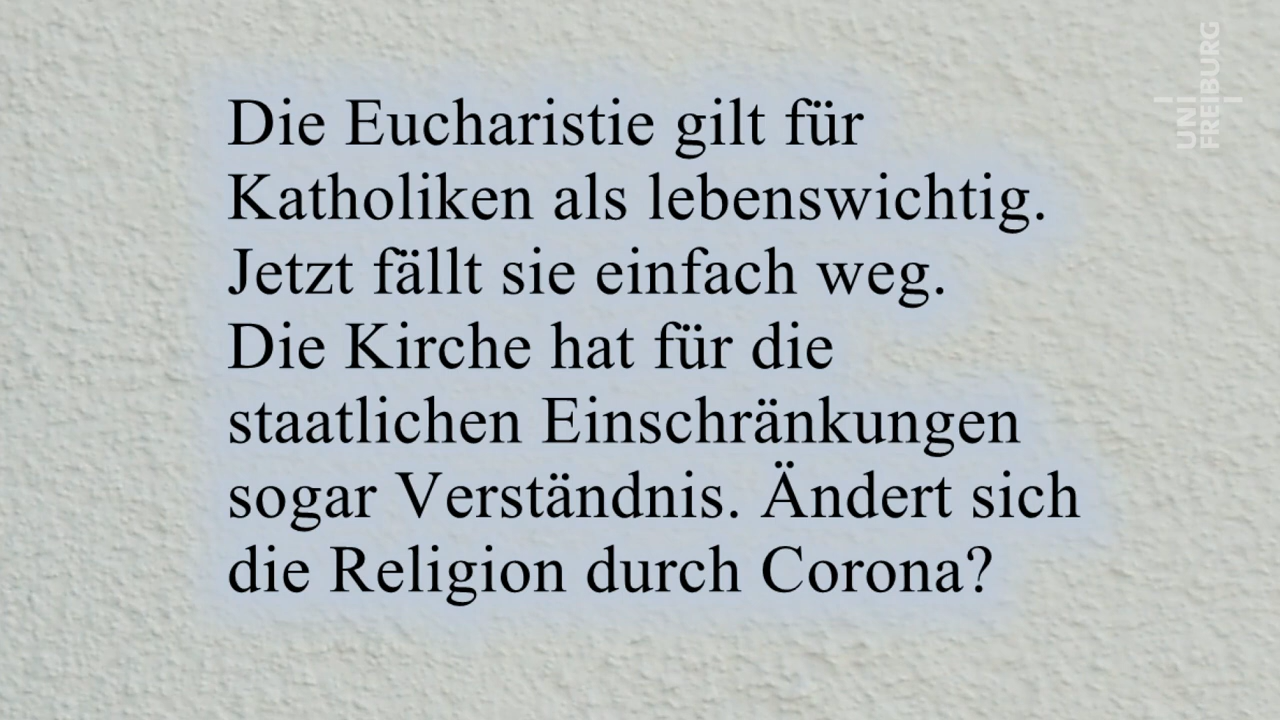 Die Eucharistie gilt für
Katholiken als lebenswichtig.
Jetzt fällt sie einfach weg.
Die Kirche hat für die
staatlichen Einschränkungen
sogar Verständnis. Ändert sich
die Religion durch Corona?
UNI
FREIBURG